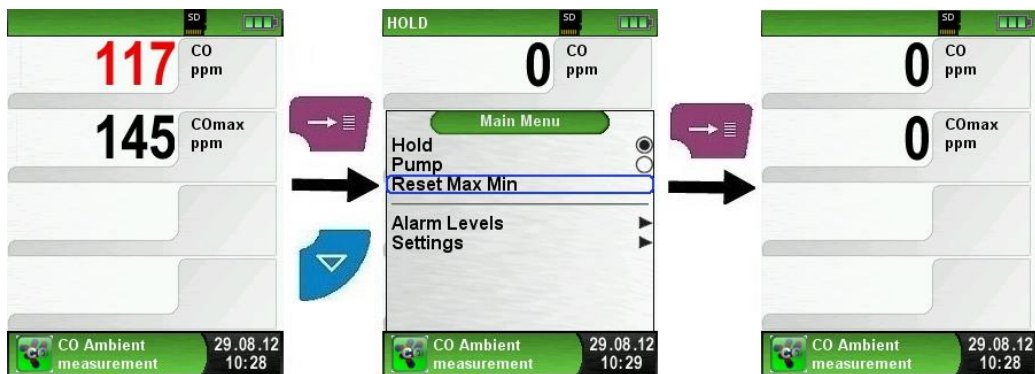 SD
117 CO ppm
145 COmax ppm
CO Ambient measurement
29.08.12
10:28
HOLD
SD
0 CO ppm
Main Menu
Hold
Pump
Reset Max Min
Alarm Levels
Settings
CO Ambient measurement
29.08.12
10:29
SD
0 CO ppm
0 COmax ppm
CO Ambient measurement
29.08.12
10:28